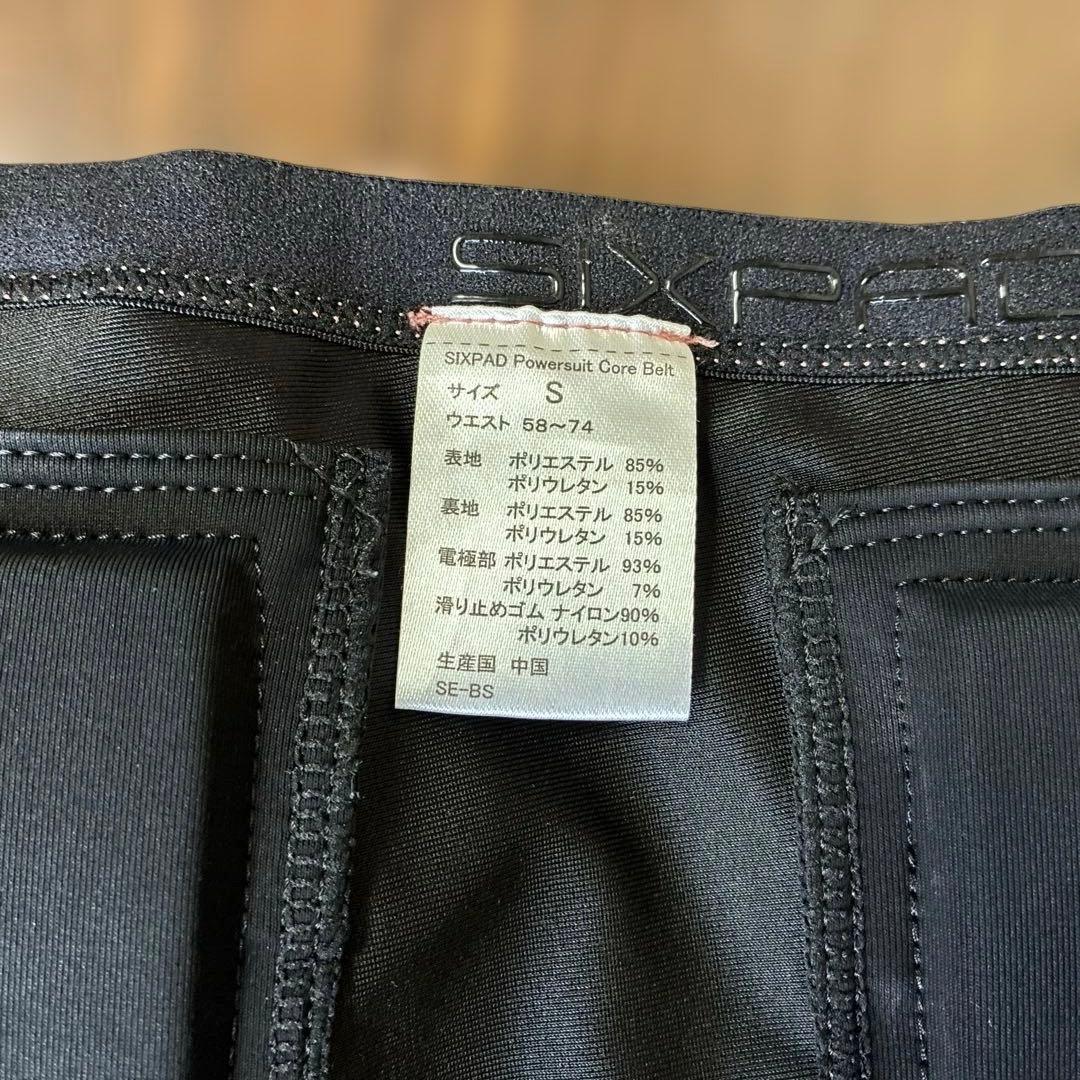 SIXPAD
SIXPAD Powersuit Core Belt
サイズ S
ウエスト 58～74
表地 ポリエステル 85%
ポリウレタン 15%
裏地 ポリエステル 85%
ポリウレタン 15%
電極部 ポリエステル 93%
ポリウレタン 7%
滑り止めゴム ナイロン90%
ポリウレタン10%
生産国 中国
SE-BS